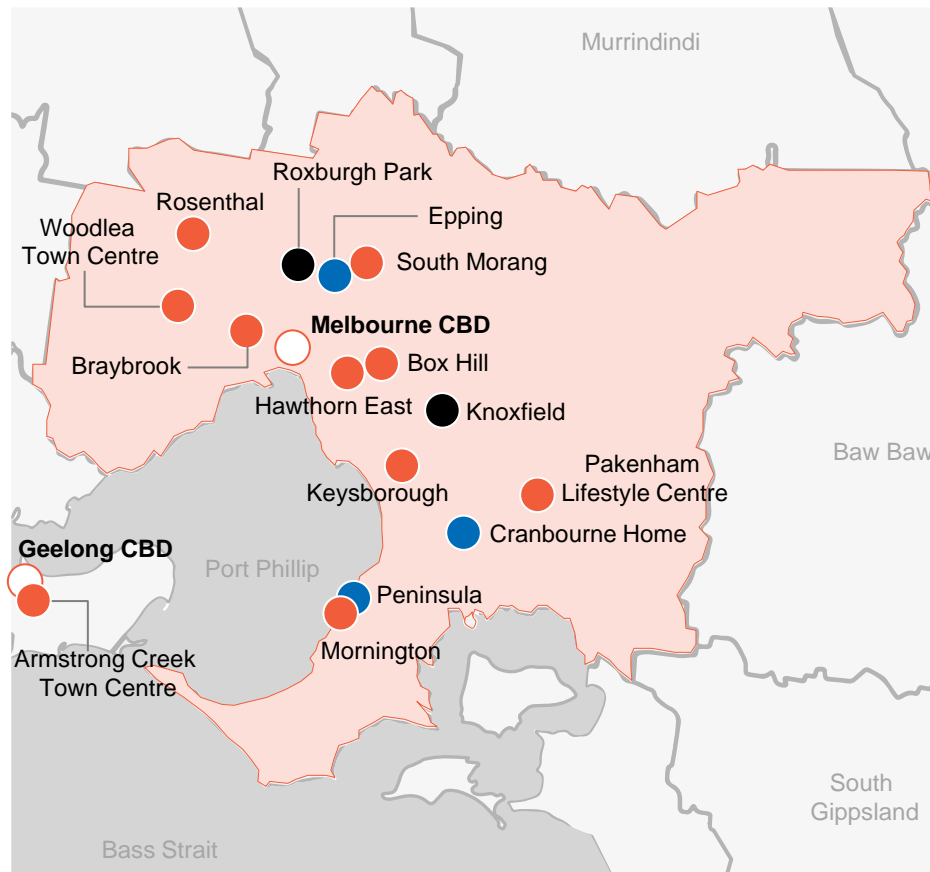 Murrindindi
Roxburgh Park
Rosenthal
Epping
Woodlea
Town Centre
South Morang
Melbourne CBD
Braybrook
Box Hill
Hawthorn East
Knoxfield
Baw Baw
Pakenham
Lifestyle Centre
Keysborough
Cranbourne Home
Geelong CBD
Port Phillip
Peninsula
Mornington
Armstrong Creek
Town Centre
South
Gippsland
Bass Strait